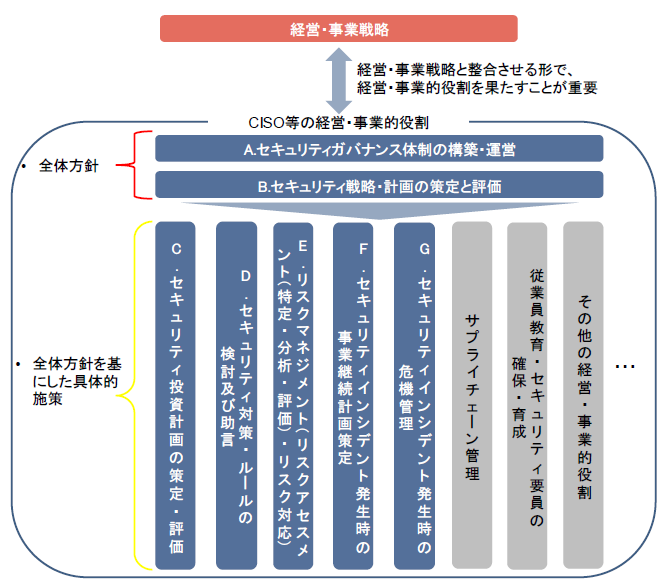 経営・事業戦略
経営・事業戦略と整合させる形で、
経営・事業的役割を果たすことが重要
CISO等の経営・事業的役割
A.セキュリティガバナンス体制の構築・運営
• 全体方針
B.セキュリティ戦略・計画の策定と評価
• 全体方針を基
にした具体的
施策
C.セキュリティ投資計画の策定・評価
D.セキュリティ対策・ルールの
検討及び助言
E.リスクマネジメント(リスクアセスメ
ント(特定・分析・評価)・リスク対応)
F.セキュリティインシデント発生時の
事業継続計画策定
G.セキュリティインシデント発生時の
危機管理
サプライチェーン管理
従業員教育・セキュリティ要員の
確保・育成
その他の経営・事業的役割
…